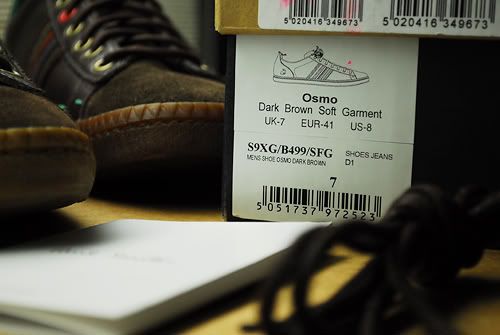 5 020416 349673
5 020416 349673
Osmo
Dark Brown Soft Garment
UK-7 EUR-41 US-8
S9XG/B499/SFG SHOES JEANS
MENS SHOE OSMO DARK BROWN D1
7
5 051737 972523